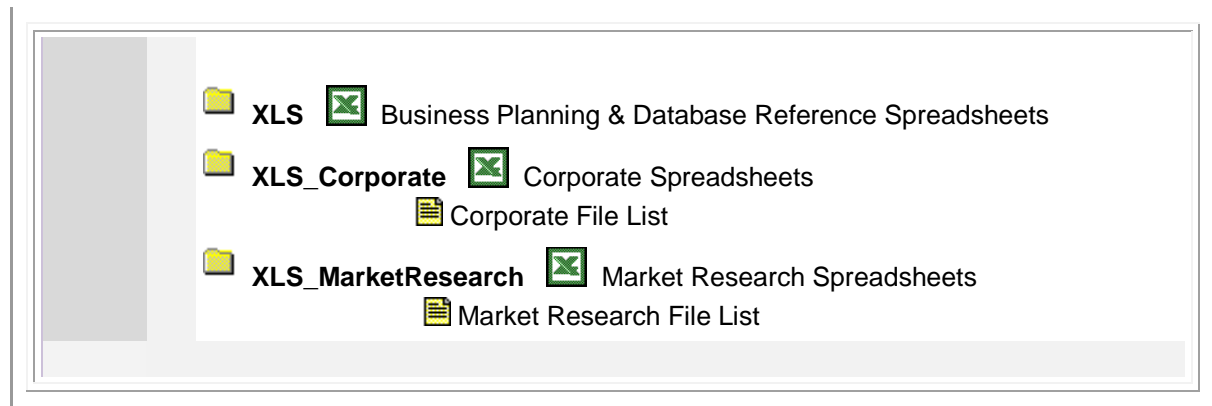 XLS Business Planning & Database Reference Spreadsheets
XLS_Corporate Corporate Spreadsheets
Corporate File List
XLS_MarketResearch Market Research Spreadsheets
Market Research File List